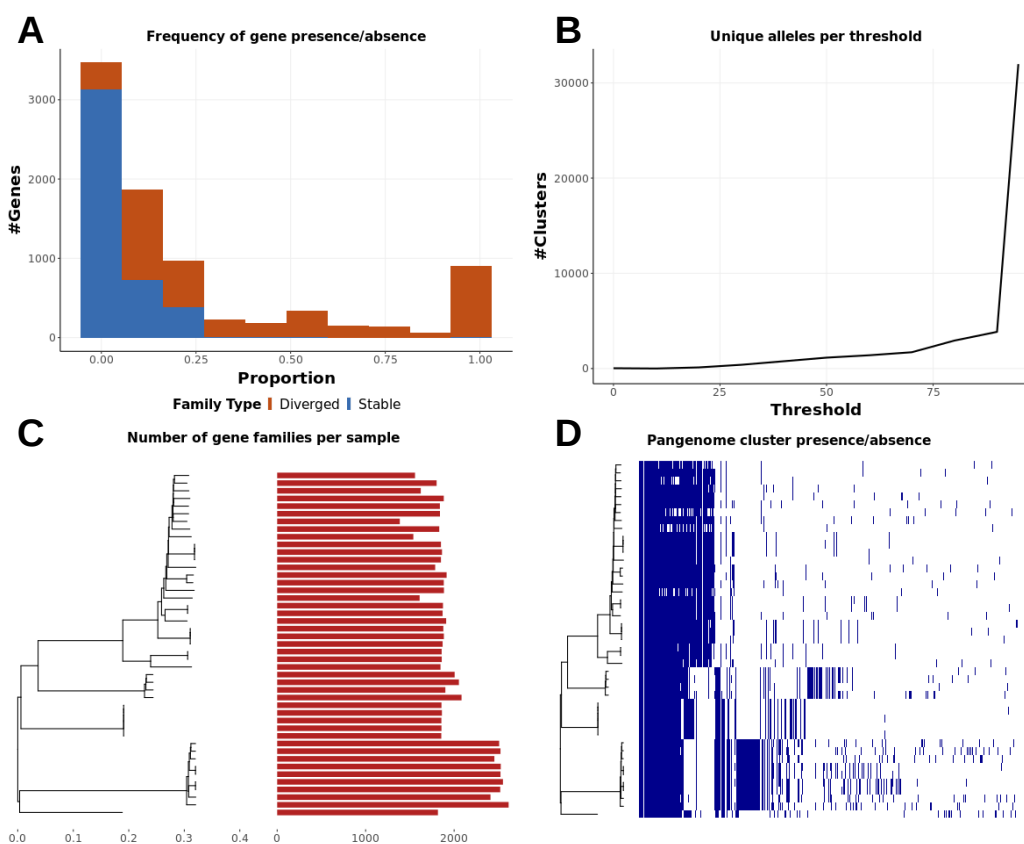 A
Frequency of gene presence/absence
#Genes
3000
2000
1000
0
0.00 0.25 0.50 0.75 1.00
Proportion
Family Type Diverged Stable
B
Unique alleles per threshold
#Clusters
30000
20000
10000
0
0 25 50 75
Threshold
C
Number of gene families per sample
0.0 0.1 0.2 0.3 0.4 0 1000 2000
D
Pangenome cluster presence/absence